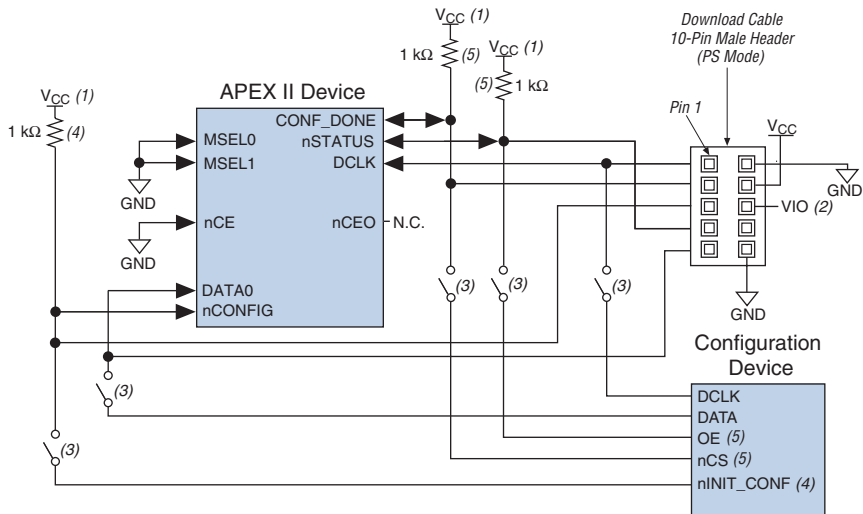 VCC (1)
1 kΩ
(5)
VCC (1)
(5)
1 kΩ
Download Cable
10-Pin Male Header
(PS Mode)
VCC (1)
1 kΩ
(4)
APEX II Device
CONF_DONE
nSTATUS
DCLK
MSEL0
MSEL1
GND
nCE
GND
nCEO
N.C.
DATA0
nCONFIG
Pin 1
VCC
GND
VIO (2)
GND
(3)
(3)
(3)
(3)
(3)
Configuration
Device
DCLK
DATA
OE (5)
nCS (5)
nINIT_CONF (4)